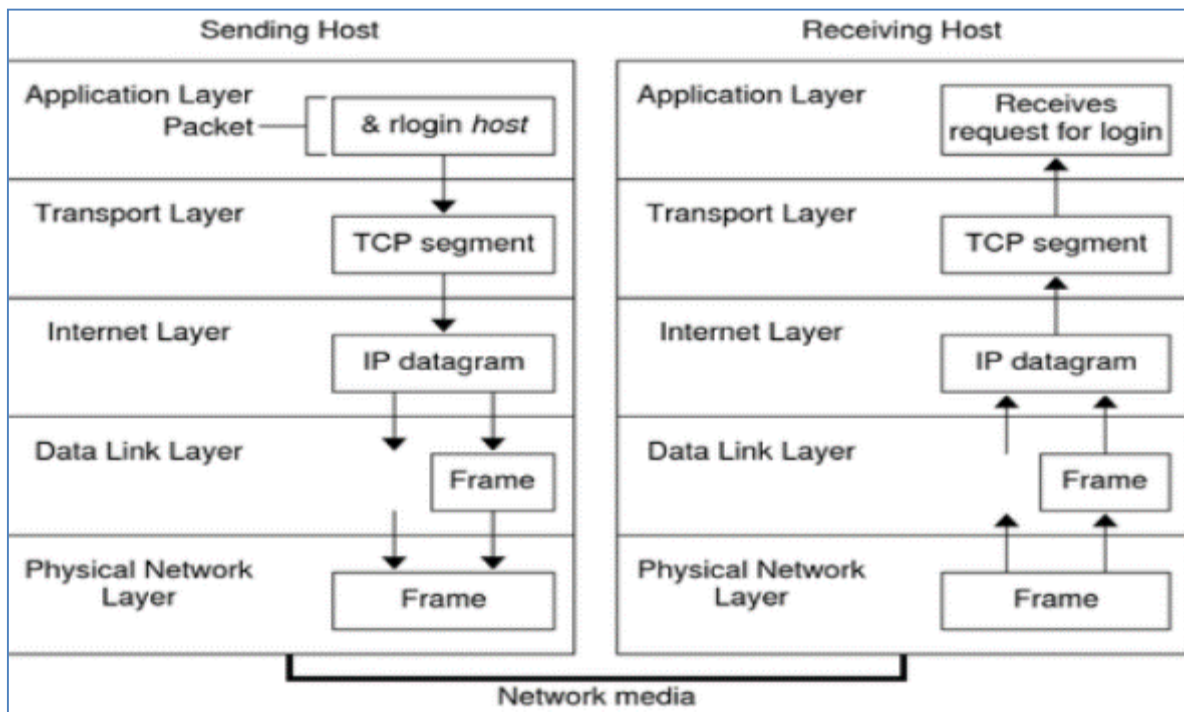 Sending Host
Application Layer
Packet
& rlogin host
Transport Layer
TCP segment
Internet Layer
IP datagram
Data Link Layer
Frame
Physical Network
Layer
Frame
Receiving Host
Application Layer
Receives
request for login
Transport Layer
TCP segment
Internet Layer
IP datagram
Data Link Layer
Frame
Physical Network
Layer
Frame
Network media